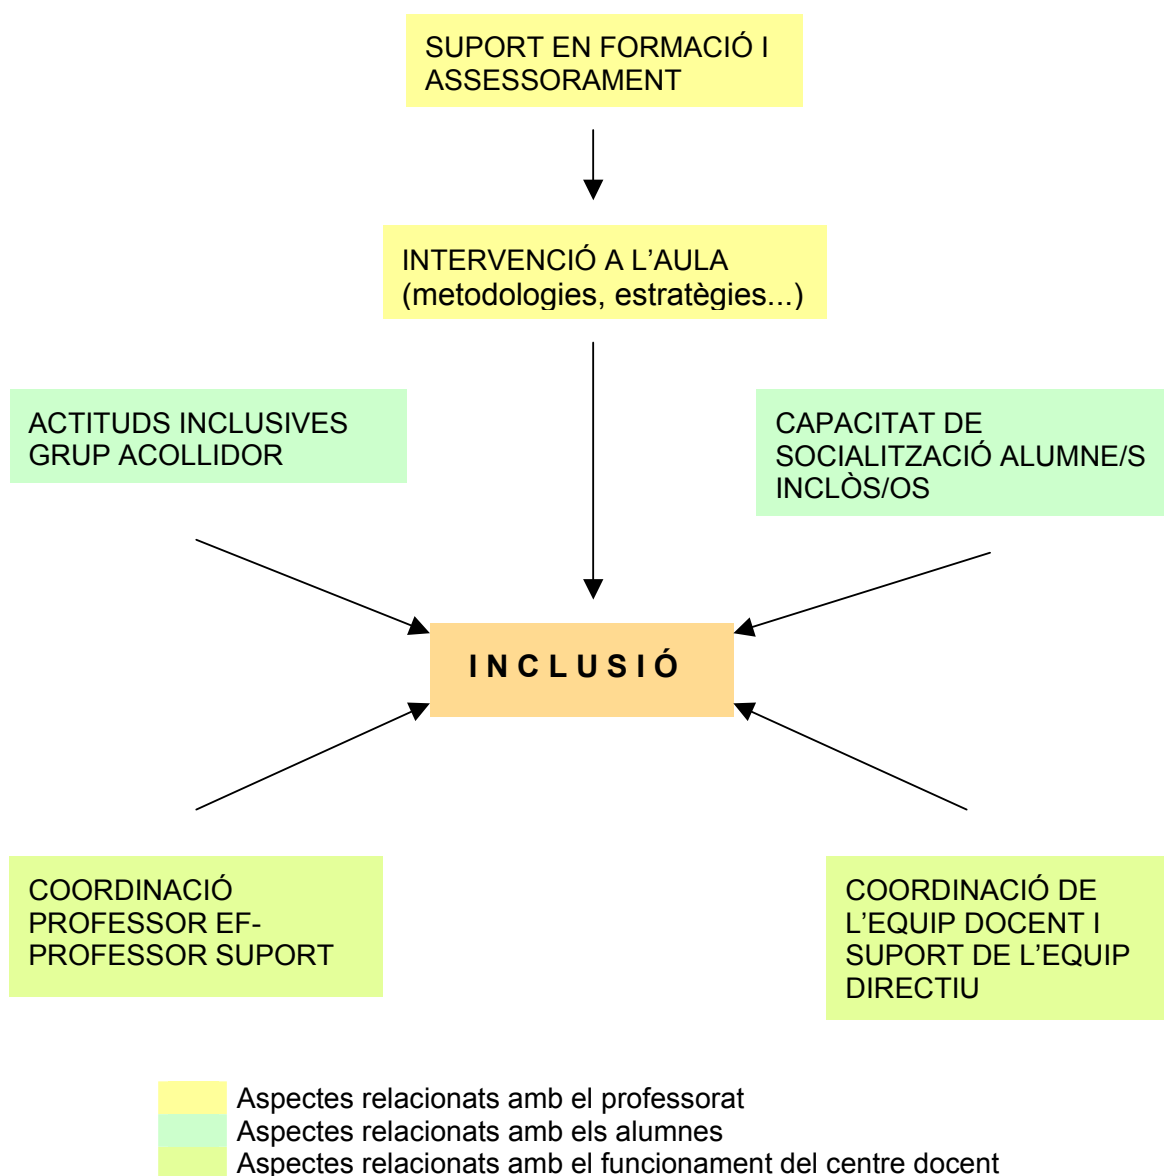 SUPORT EN FORMACIÓ I
ASSESSORAMENT
INTERVENCIÓ A L’AULA
(metodologies, estratègies...)
ACTITUDS INCLUSIVES
GRUP ACOLLIDOR
CAPACITAT DE
SOCIALITZACIÓ ALUMNE/S
INCLÒS/OS
I N C L U S I Ó
COORDINACIÓ
PROFESSOR EF-
PROFESSOR SUPORT
COORDINACIÓ DE
L’EQUIP DOCENT I
SUPORT DE L’EQUIP
DIRECTIU
Aspectes relacionats amb el professorat
Aspectes relacionats amb els alumnes
Aspectes relacionats amb el funcionament del centre docent